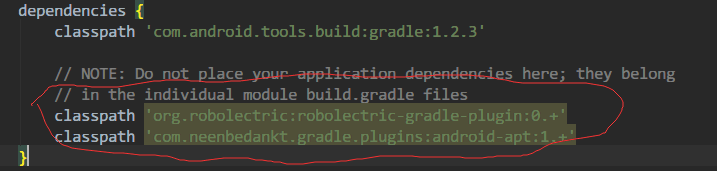 dependencies {
classpath 'com.android.tools.build:gradle:1.2.3'
// NOTE: Do not place your application dependencies here; they belong
// in the individual module build.gradle files
classpath 'org.robolectric:robolectric-gradle-plugin:0.+'
classpath 'com.neenbedankt.gradle.plugins:android-apt:1.+'
}